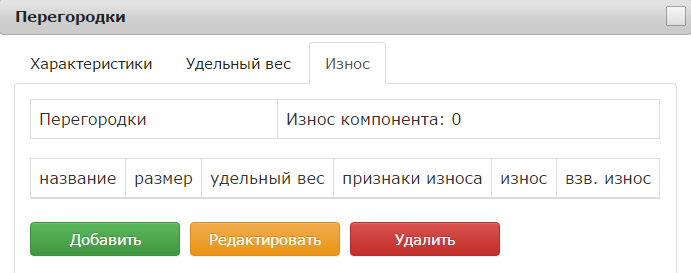 Перегородки
Характеристики Удельный вес Износ
Перегородки Износ компонента: 0
название размер удельный вес признаки износа износ взв. износ
Добавить Редактировать Удалить